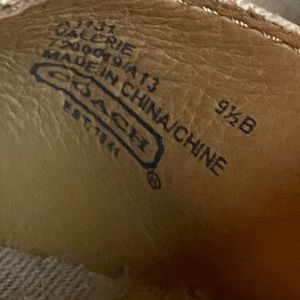 GALERIE
MADE IN CHINA/CHINE
COACH
EST. 1941
®
9½B